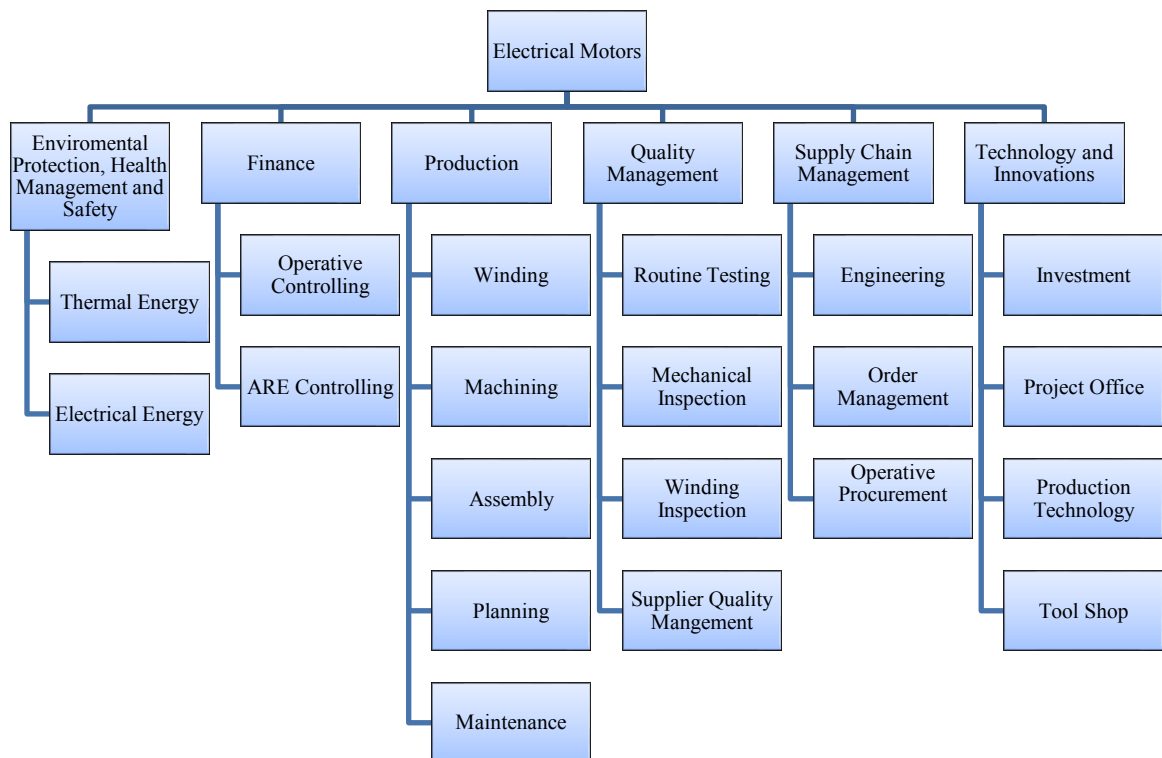 Electrical Motors
Enviromental
Protection, Health
Management and
Safety
Thermal Energy
Electrical Energy
Finance
Operative
Controlling
ARE Controlling
Production
Winding
Machining
Assembly
Planning
Maintenance
Quality
Management
Routine Testing
Mechanical
Inspection
Winding
Inspection
Supplier Quality
Mangement
Supply Chain
Management
Engineering
Order
Management
Operative
Procurement
Technology and
Innovations
Investment
Project Office
Production
Technology
Tool Shop